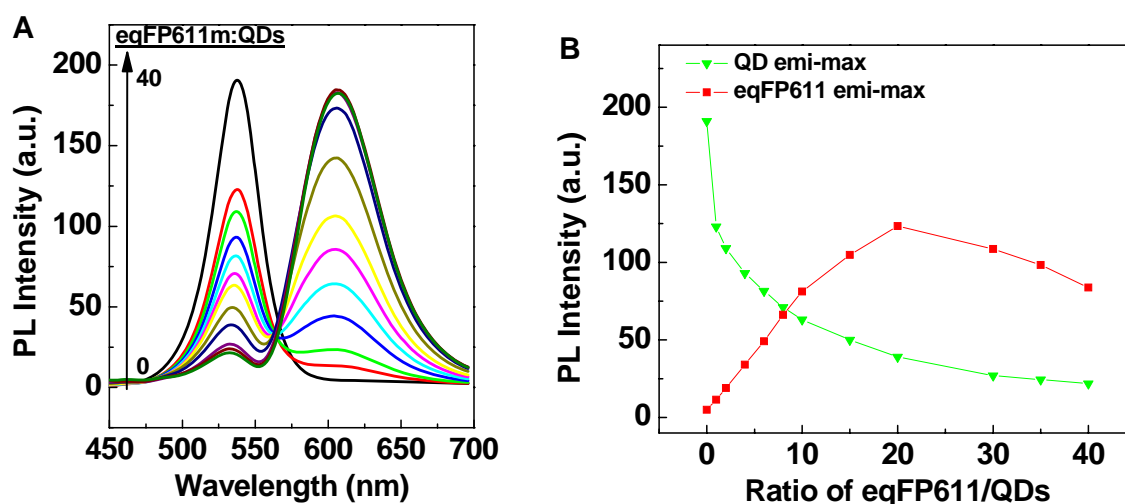 A
eqFP611m:QDs
40
0
200
150
100
50
0
PL Intensity (a.u.)
450 500 550 600 650 700
Wavelength (nm)
B
QD emi-max
eqFP611 emi-max
200
150
100
50
0
PL Intensity (a.u.)
0 10 20 30 40
Ratio of eqFP611/QDs